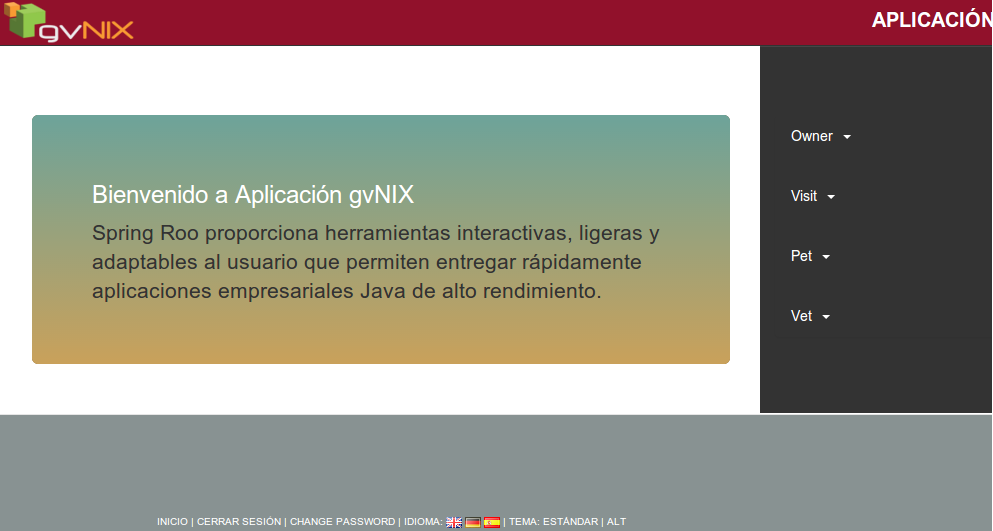 gvNIX
APLICACIÓN
Bienvenido a Aplicación gvNIX
Spring Roo proporciona herramientas interactivas, ligeras y
adaptables al usuario que permiten entregar rápidamente
aplicaciones empresariales Java de alto rendimiento.
Owner
Visit
Pet
Vet
INICIO | CERRAR SESIÓN | CHANGE PASSWORD | IDIOMA: | TEMA: ESTÁNDAR | ALT